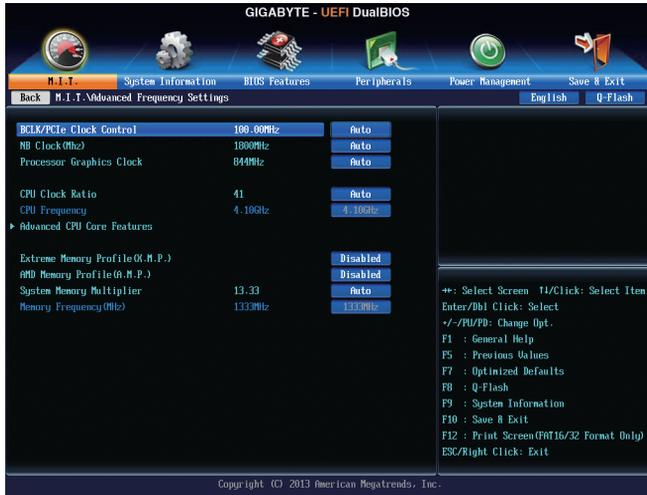 GIGABYTE - UEFI DualBIOS
M.I.T. System Information BIOS Features Peripherals Power Management Save & Exit
Back M.I.T.\Advanced Frequency Settings English Q-Flash
BCLK/PCIe Clock Control 100.00MHz Auto
NB Clock(Mhz) 1800MHz Auto
Processor Graphics Clock 844MHz Auto
CPU Clock Ratio 41 Auto
CPU Frequency 4.10GHz 4.10GHz
Advanced CPU Core Features
Extreme Memory Profile(X.M.P.) Disabled
AMD Memory Profile(A.M.P.) Disabled
System Memory Multiplier 13.33 Auto
Memory Frequency(MHz) 1333MHz 1333MHz
→←: Select Screen ↑↓/Click: Select Item
Enter/Dbl Click: Select
+/-/PU/PD: Change Opt.
F1 : General Help
F5 : Previous Values
F7 : Optimized Defaults
F8 : Q-Flash
F9 : System Information
F10 : Save & Exit
F12 : Print Screen(FAT16/32 Format Only)
ESC/Right Click: Exit
Copyright (C) 2013 American Megatrends, Inc.